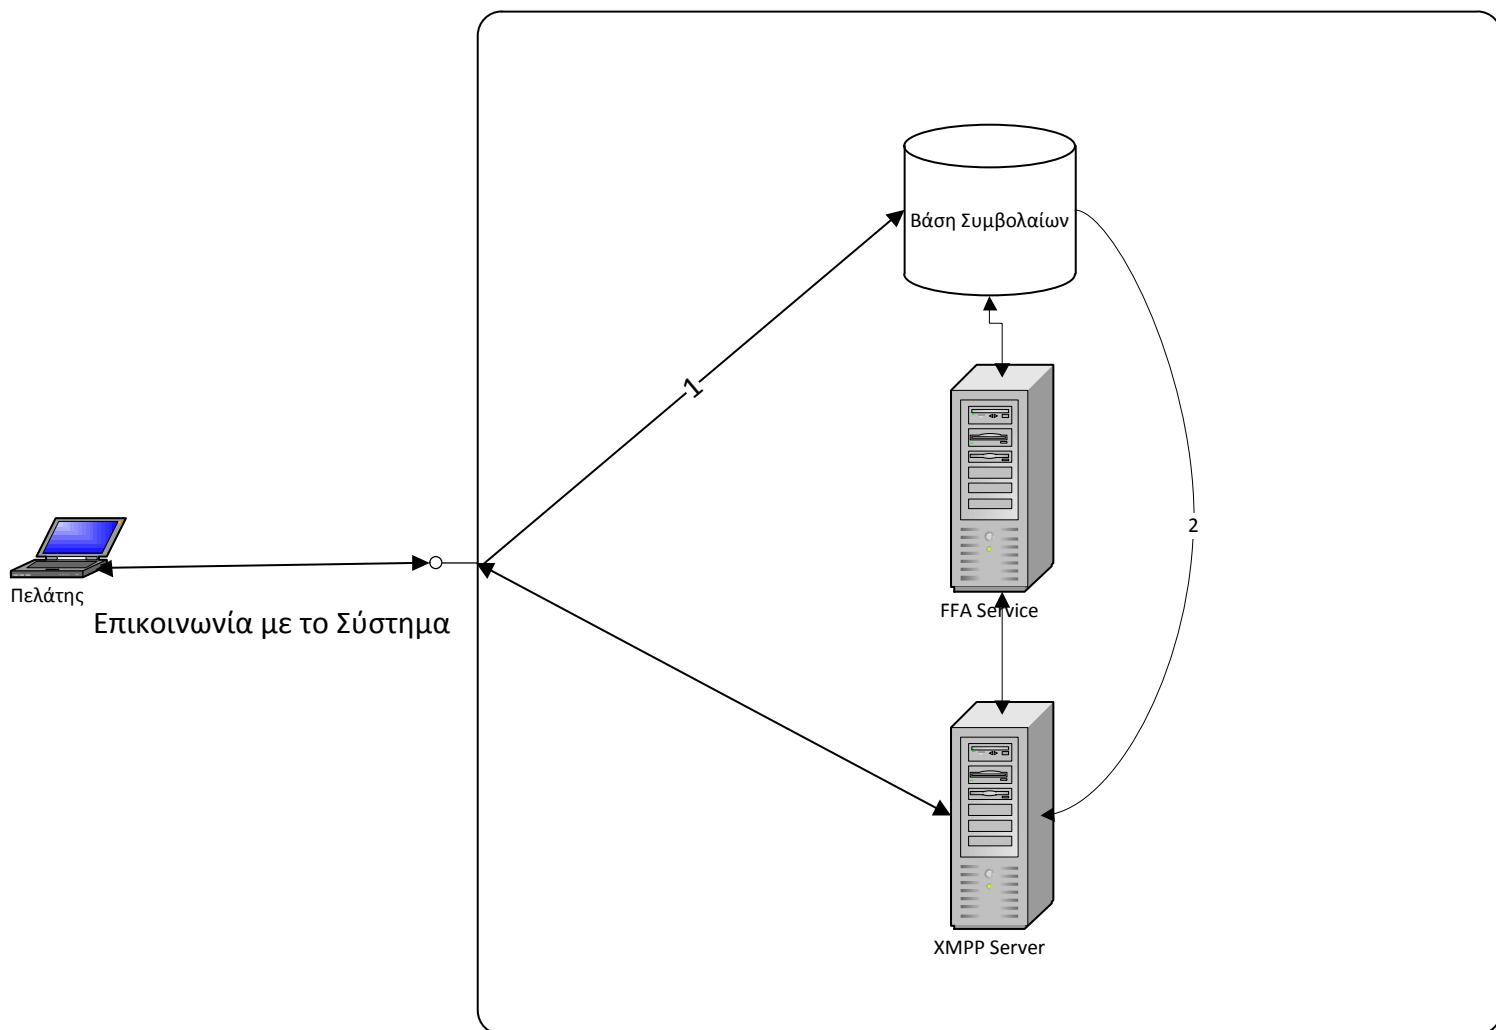 Βάση Συμβολαίων
1
2
Πελάτης
Επικοινωνία με το Σύστημα
FFA Service
XMPP Server